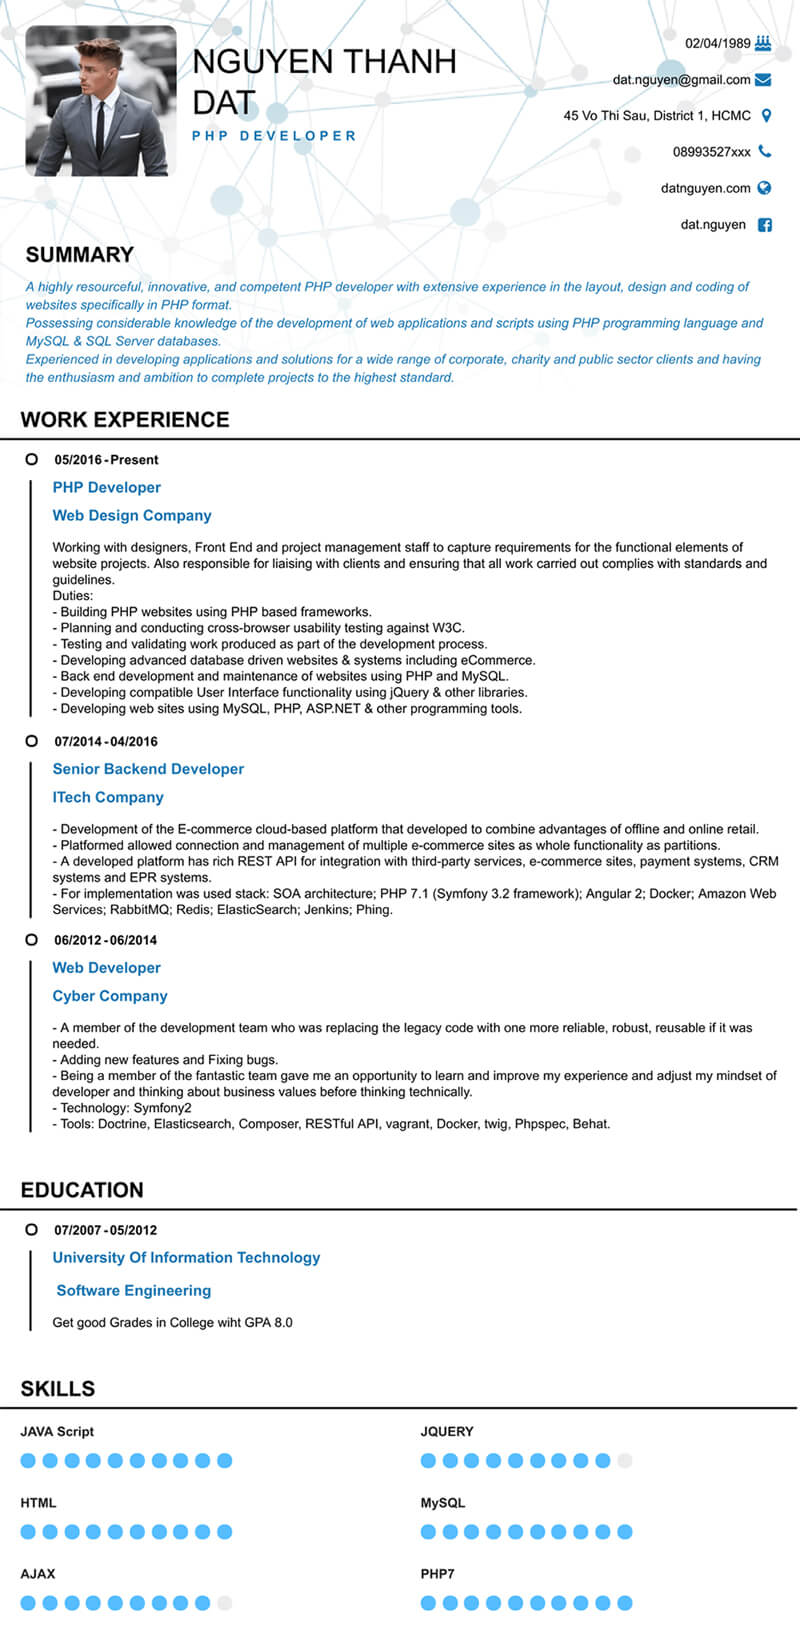 NGUYEN THANH
DAT
PHP DEVELOPER
02/04/1989
dat.nguyen@gmail.com
45 Vo Thi Sau, District 1, HCMC
08993527xxx
datnguyen.com
dat.nguyen
SUMMARY
A highly resourceful, innovative, and competent PHP developer with extensive experience in the layout, design and coding of
websites specifically in PHP format.
Possessing considerable knowledge of the development of web applications and scripts using PHP programming language and
MySQL & SQL Server databases.
Experienced in developing applications and solutions for a wide range of corporate, charity and public sector clients and having
the enthusiasm and ambition to complete projects to the highest standard.
WORK EXPERIENCE
05/2016 - Present
PHP Developer
Web Design Company
Working with designers, Front End and project management staff to capture requirements for the functional elements of
website projects. Also responsible for liaising with clients and ensuring that all work carried out complies with standards and
guidelines.
Duties:
- Building PHP websites using PHP based frameworks.
- Planning and conducting cross-browser usability testing against W3C.
- Testing and validating work produced as part of the development process.
- Developing advanced database driven websites & systems including eCommerce.
- Back end development and maintenance of websites using PHP and MySQL.
- Developing compatible User Interface functionality using jQuery & other libraries.
- Developing web sites using MySQL, PHP, ASP.NET & other programming tools.
07/2014 - 04/2016
Senior Backend Developer
ITech Company
- Development of the E-commerce cloud-based platform that developed to combine advantages of offline and online retail.
- Platformed allowed connection and management of multiple e-commerce sites as whole functionality as partitions.
- A developed platform has rich REST API for integration with third-party services, e-commerce sites, payment systems, CRM
systems and EPR systems.
- For implementation was used stack: SOA architecture; PHP 7.1 (Symfony 3.2 framework); Angular 2; Docker; Amazon Web
Services; RabbitMQ; Redis; ElasticSearch; Jenkins; Phing.
06/2012 - 06/2014
Web Developer
Cyber Company
- A member of the development team who was replacing the legacy code with one more reliable, robust, reusable if it was
needed.
- Adding new features and Fixing bugs.
- Being a member of the fantastic team gave me an opportunity to learn and improve my experience and adjust my mindset of
developer and thinking about business values before thinking technically.
- Technology: Symfony2
- Tools: Doctrine, Elasticsearch, Composer, RESTful API, vagrant, Docker, twig, Phpspec, Behat.
EDUCATION
07/2007 - 05/2012
University Of Information Technology
Software Engineering
Get good Grades in College wiht GPA 8.0
SKILLS
JAVA Script
JQUERY
HTML
MySQL
AJAX
PHP7